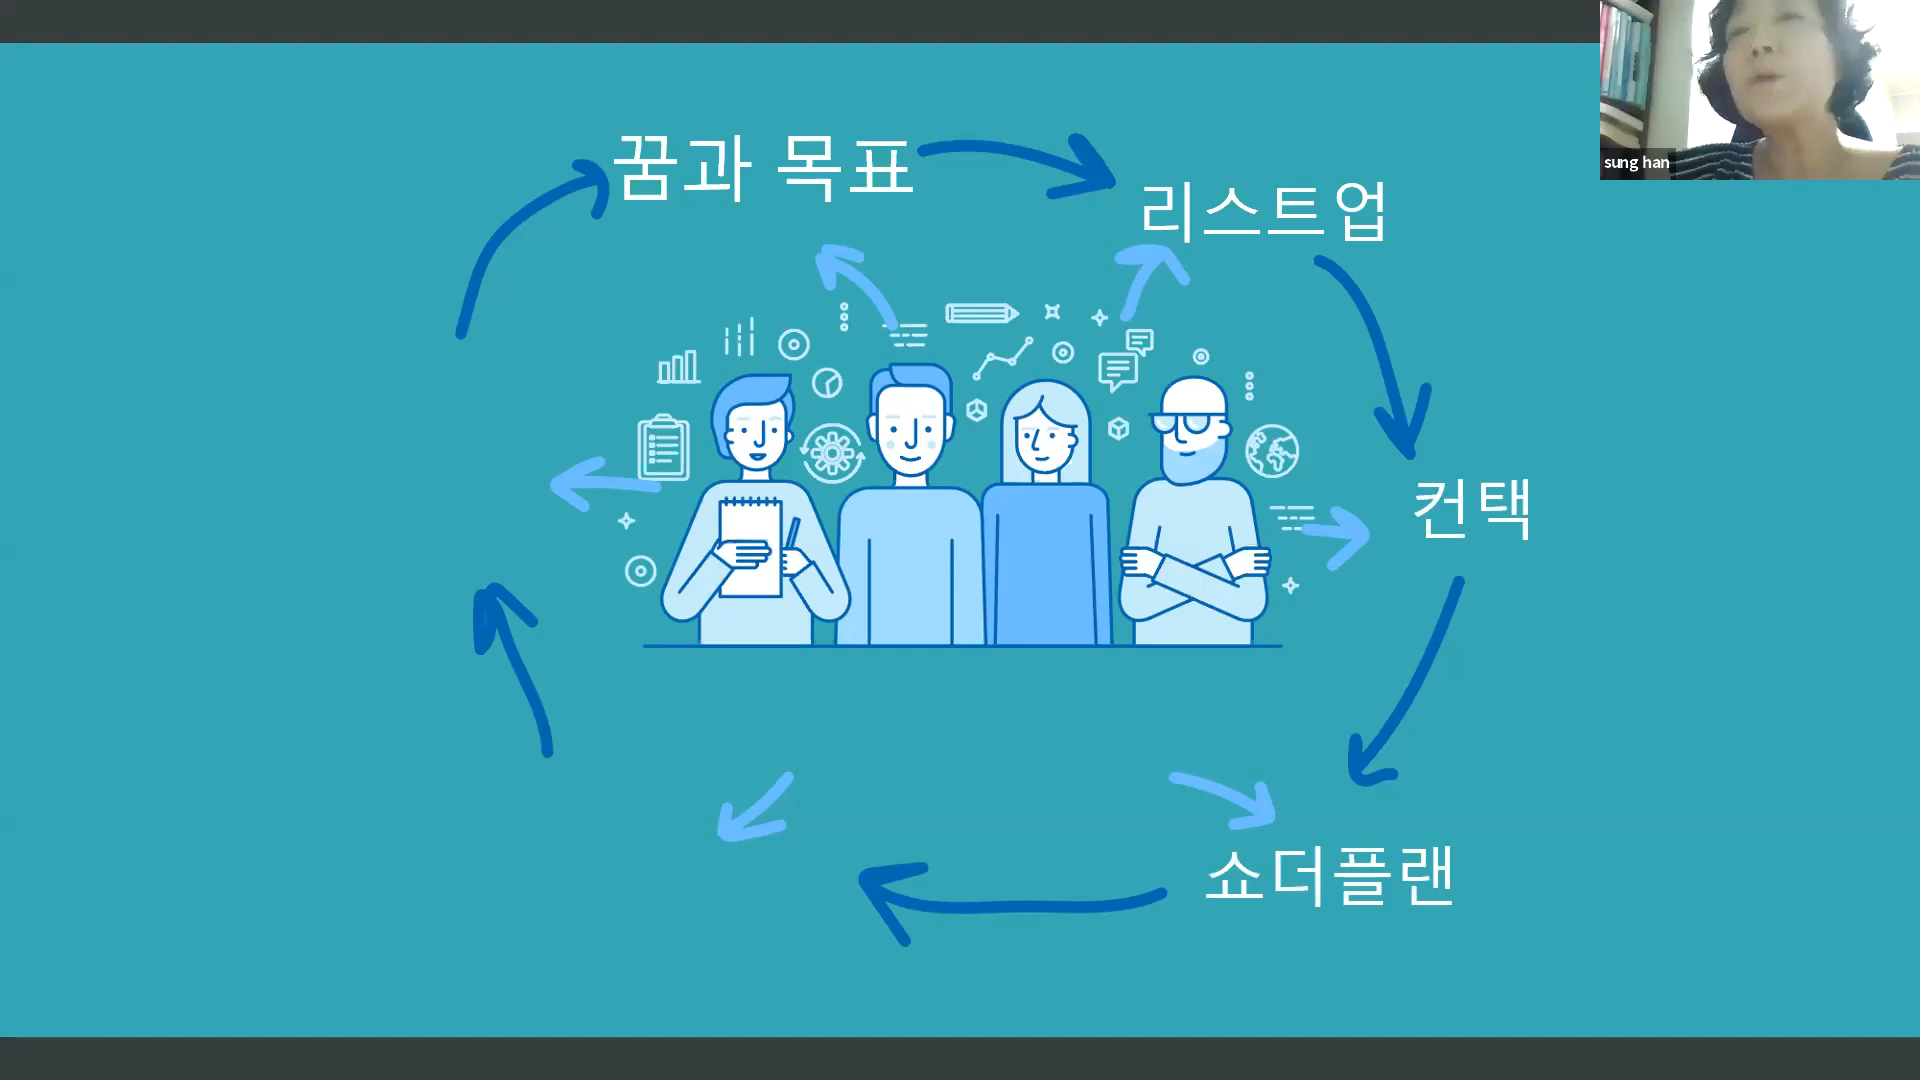 sung han
꿈과 목표
리스트업
컨택
쇼더플랜